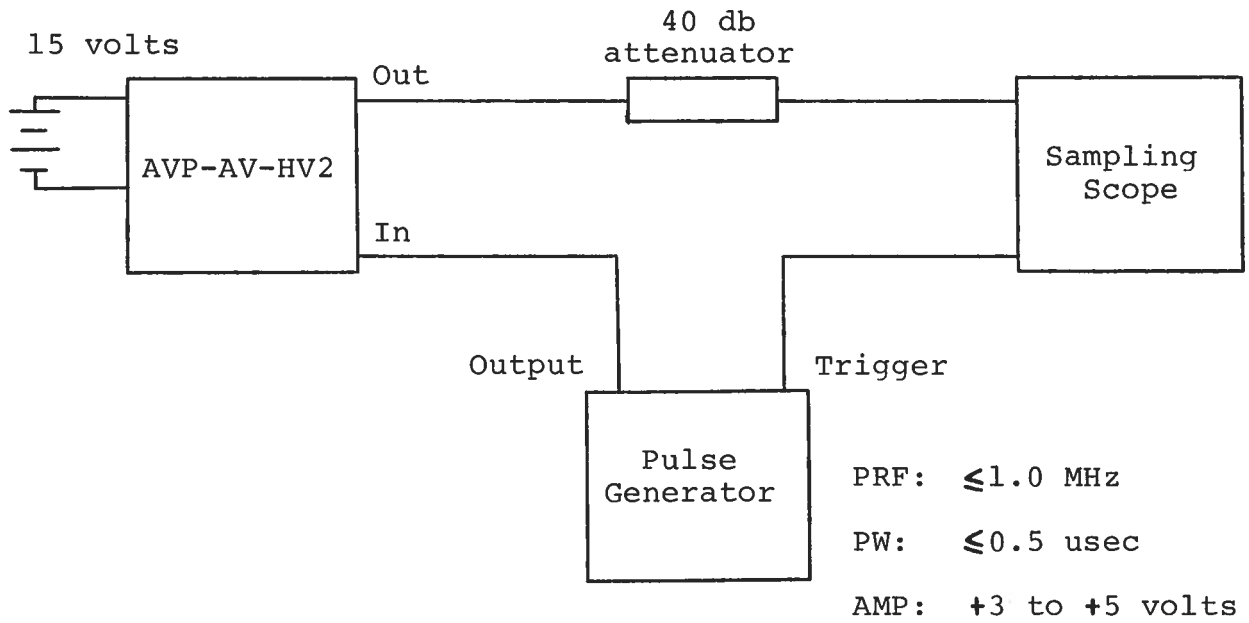 15 volts
40 db
attenuator
Out
AVP-AV-HV2
Sampling
Scope
In
Output
Trigger
Pulse
Generator
PRF: ≤1.0 MHz
PW: ≤0.5 usec
AMP: +3 to +5 volts